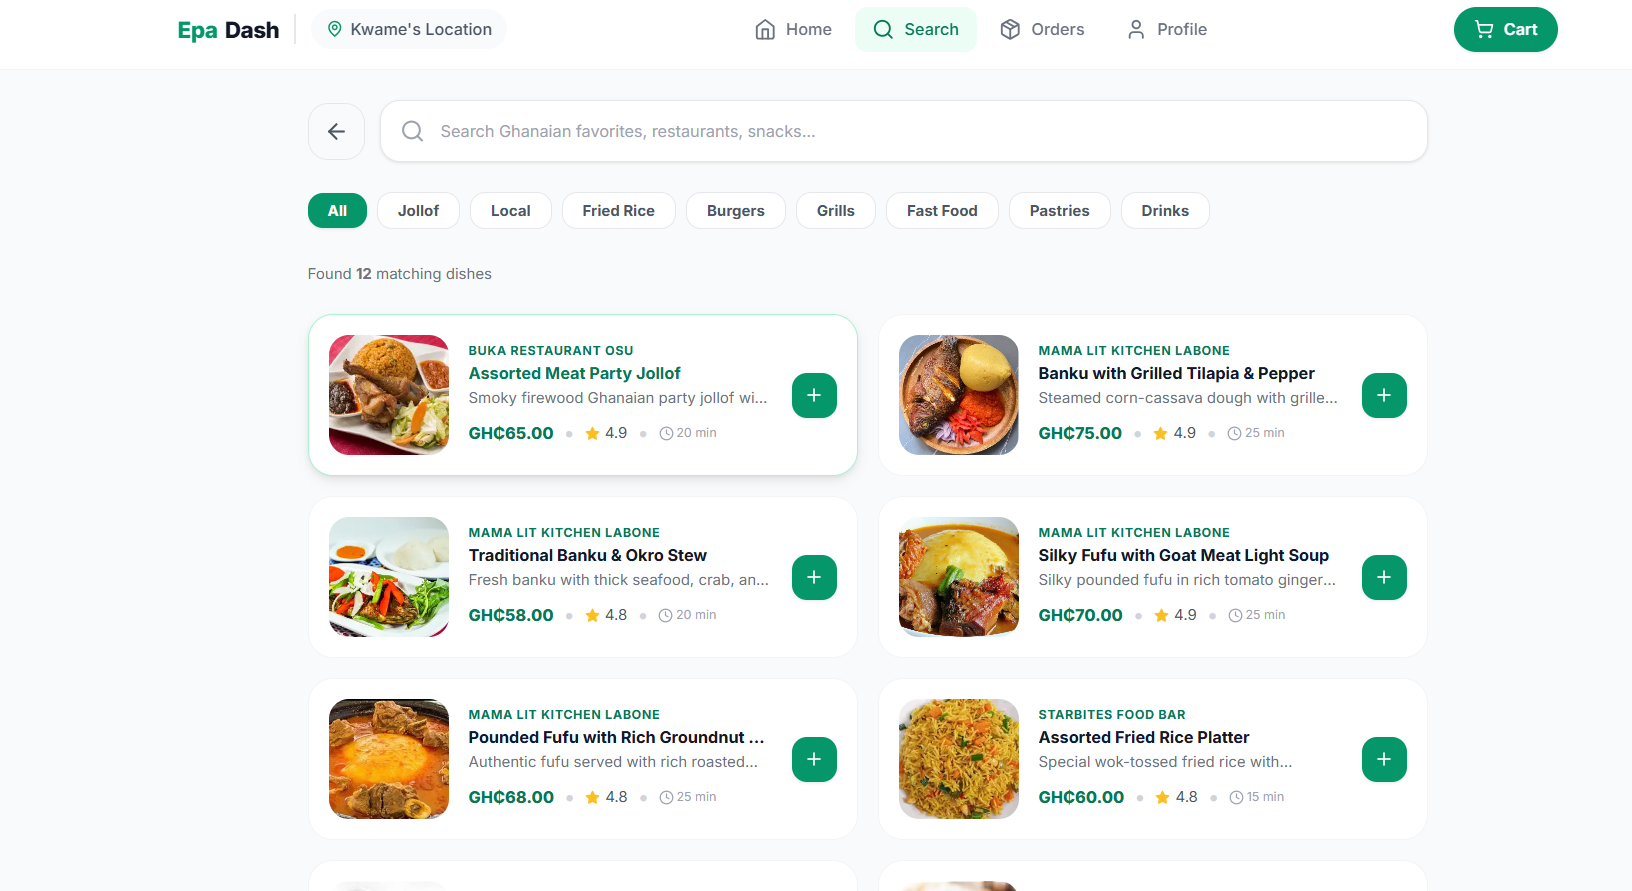 Epa Dash
Kwame's Location
Home
Search
Orders
Profile
Cart
Search Ghanaian favorites, restaurants, snacks...
All
Jollof
Local
Fried Rice
Burgers
Grills
Fast Food
Pastries
Drinks
Found 12 matching dishes
BUKA RESTAURANT OSU
Assorted Meat Party Jollof
Smoky firewood Ghanaian party jollof wi...
GH₵65.00 • 4.9 • 20 min
MAMA LIT KITCHEN LABONE
Banku with Grilled Tilapia & Pepper
Steamed corn-cassava dough with grille...
GH₵75.00 • 4.9 • 25 min
MAMA LIT KITCHEN LABONE
Traditional Banku & Okro Stew
Fresh banku with thick seafood, crab, an...
GH₵58.00 • 4.8 • 20 min
MAMA LIT KITCHEN LABONE
Silky Fufu with Goat Meat Light Soup
Silky pounded fufu in rich tomato ginger...
GH₵70.00 • 4.9 • 25 min
MAMA LIT KITCHEN LABONE
Pounded Fufu with Rich Groundnut ...
Authentic fufu served with rich roasted...
GH₵68.00 • 4.8 • 25 min
STARBITES FOOD BAR
Assorted Fried Rice Platter
Special wok-tossed fried rice with...
GH₵60.00 • 4.8 • 15 min